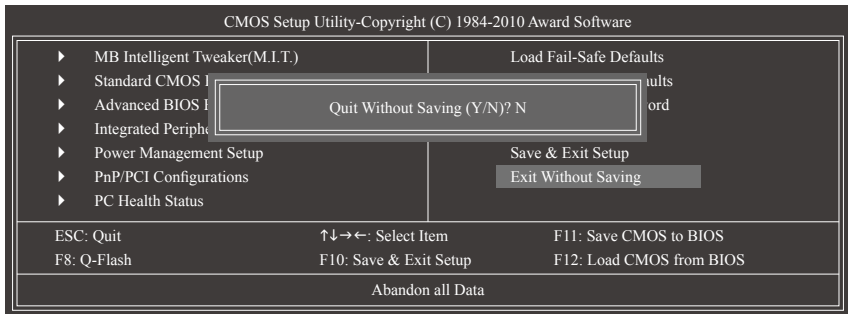 CMOS Setup Utility-Copyright (C) 1984-2010 Award Software
MB Intelligent Tweaker(M.I.T.)
Standard CMOS
Advanced BIOS
Integrated
Power Management Setup
PnP/PCI Configurations
PC Health Status
Load Fail-Safe Defaults
Save & Exit Setup
Exit Without Saving
Quit Without Saving (Y/N)? N
ESC: Quit ↑↓→←: Select Item F11: Save CMOS to BIOS
F8: Q-Flash F10: Save & Exit Setup F12: Load CMOS from BIOS
Abandon all Data